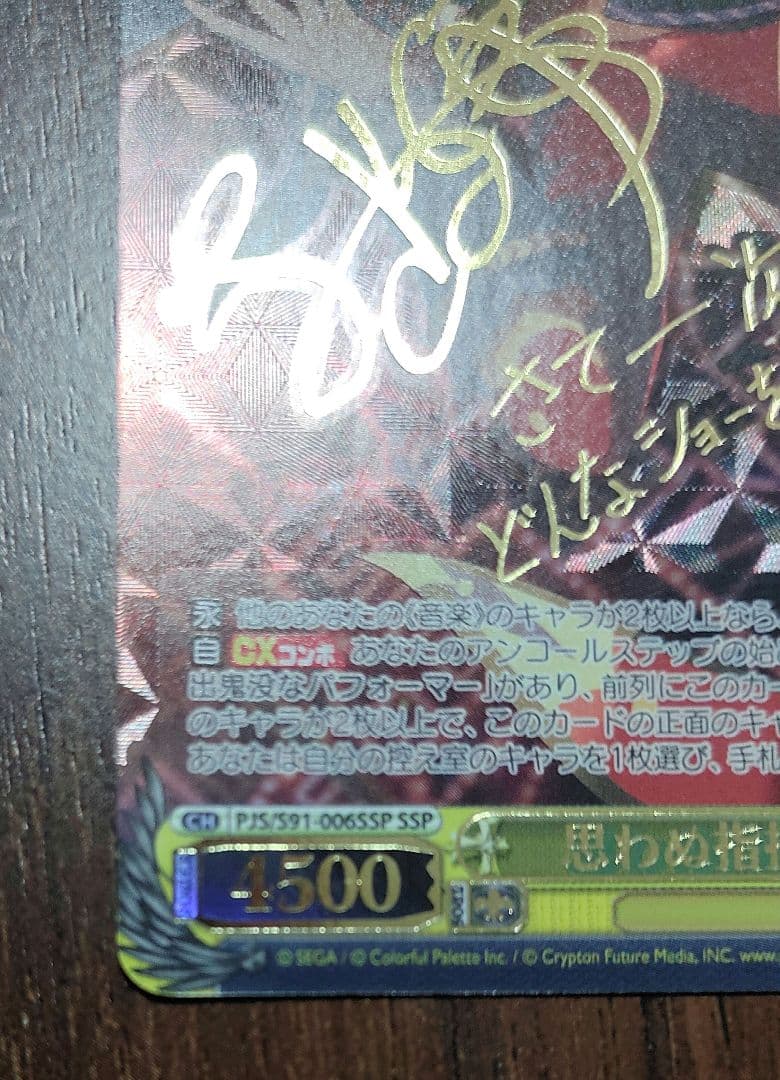 さてー
どんなショーを
永 他のあなたの《音楽》のキャラが2枚以上なら
自 CXコンボ あなたのアンコールステップの始
出鬼没なパフォーマー」があり、前列にこのカー
のキャラが2枚以上で、このカードの正面のキャ
あなたは自分の控え室のキャラを1枚選び、手札
CH PJS/S91-006SSP SSP
思わぬ指
POWER 4500
SOUL
© SEGA / © Colorful Palette Inc. / © Crypton Future Media, INC. www.